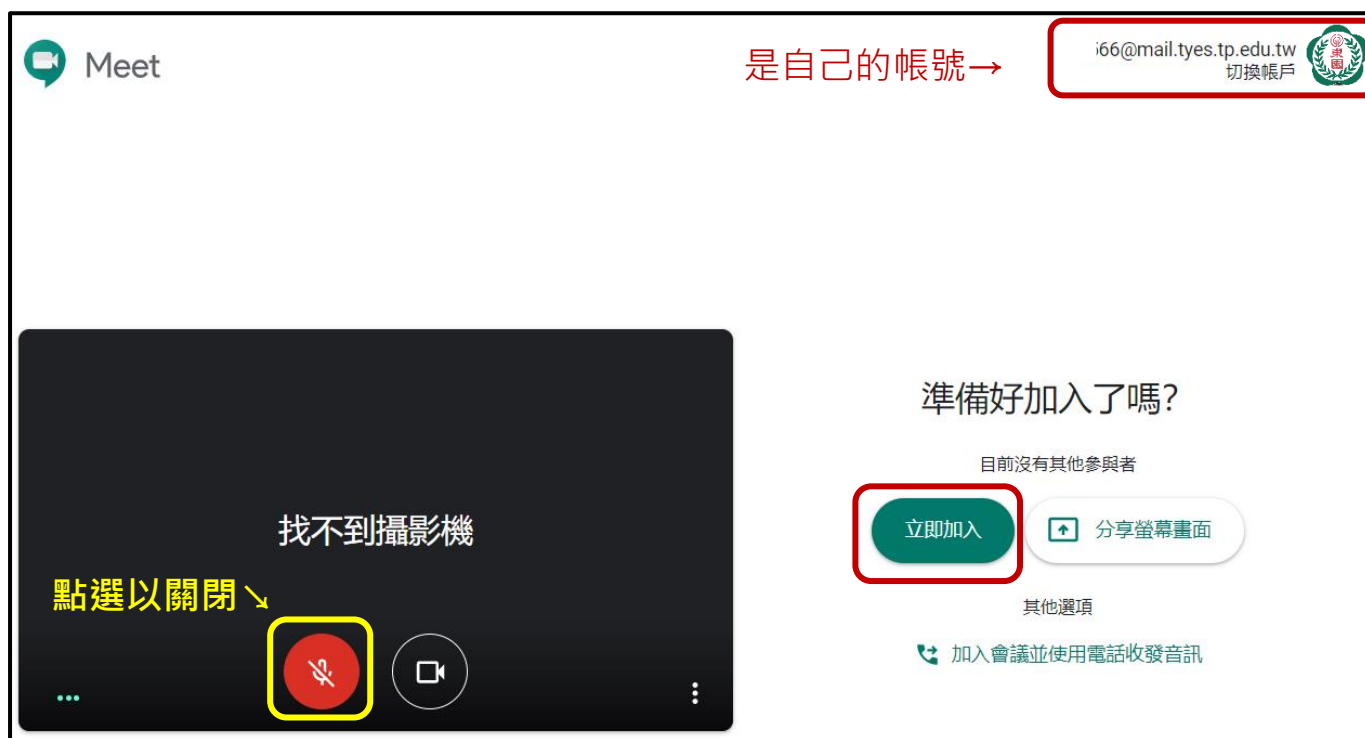 Meet
是自己的帳號→
66@mail.tyes.tp.edu.tw
切換帳戶
東園
找不到攝影機
點選以關閉↘
準備好加入了嗎?
目前沒有其他參與者
立即加入
分享螢幕畫面
其他選項
加入會議並使用電話收發音訊